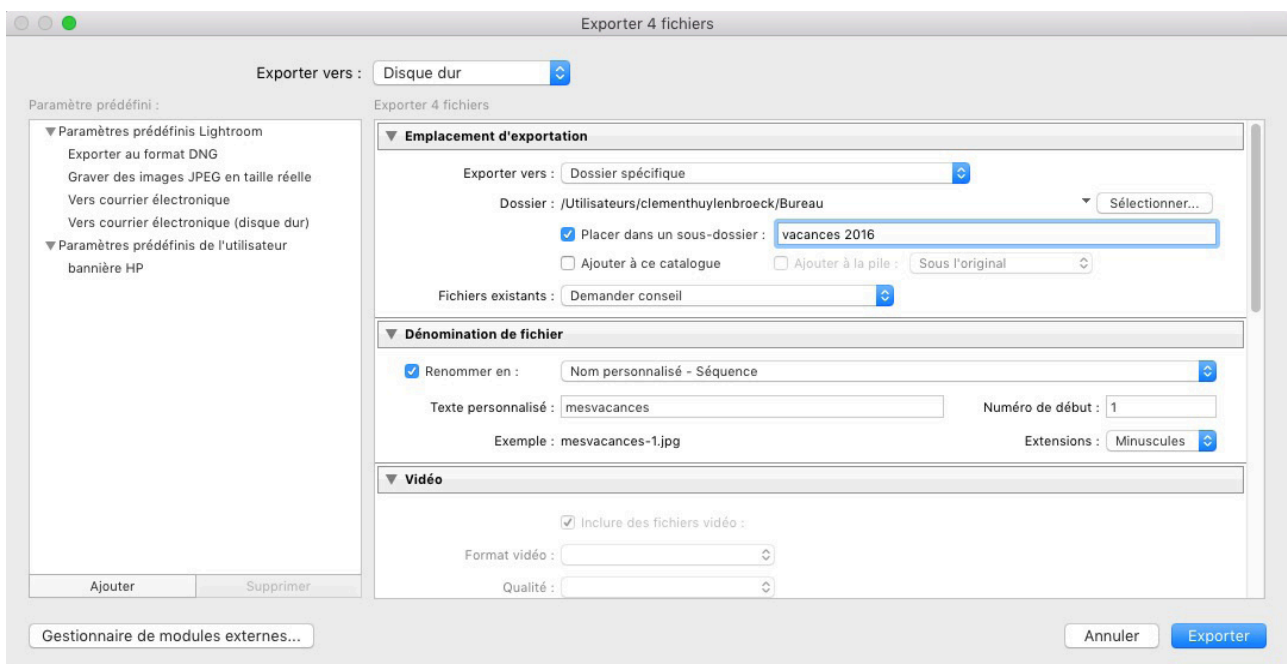 Exporter 4 fichiers
Exporter vers : Disque dur
Paramètre prédéfini :
Paramètres prédéfinis Lightroom
Exporter au format DNG
Graver des images JPEG en taille réelle
Vers courrier électronique
Vers courrier électronique (disque dur)
Paramètres prédéfinis de l'utilisateur
bannière HP
Ajouter Supprimer
Exporter 4 fichiers
Emplacement d'exportation
Exporter vers : Dossier spécifique
Dossier : /Utilisateurs/clementhuylenbroeck/Bureau Sélectionner...
Placer dans un sous-dossier : vacances 2016
Ajouter à ce catalogue Ajouter à la pile : Sous l'original
Fichiers existants : Demander conseil
Dénomination de fichier
Renommer en : Nom personnalisé - Séquence
Texte personnalisé : mesvacances Numéro de début : 1
Exemple : mesvacances-1.jpg Extensions : Minuscules
Vidéo
Inclure des fichiers vidéo :
Format vidéo :
Qualité :
Gestionnaire de modules externes... Annuler Exporter